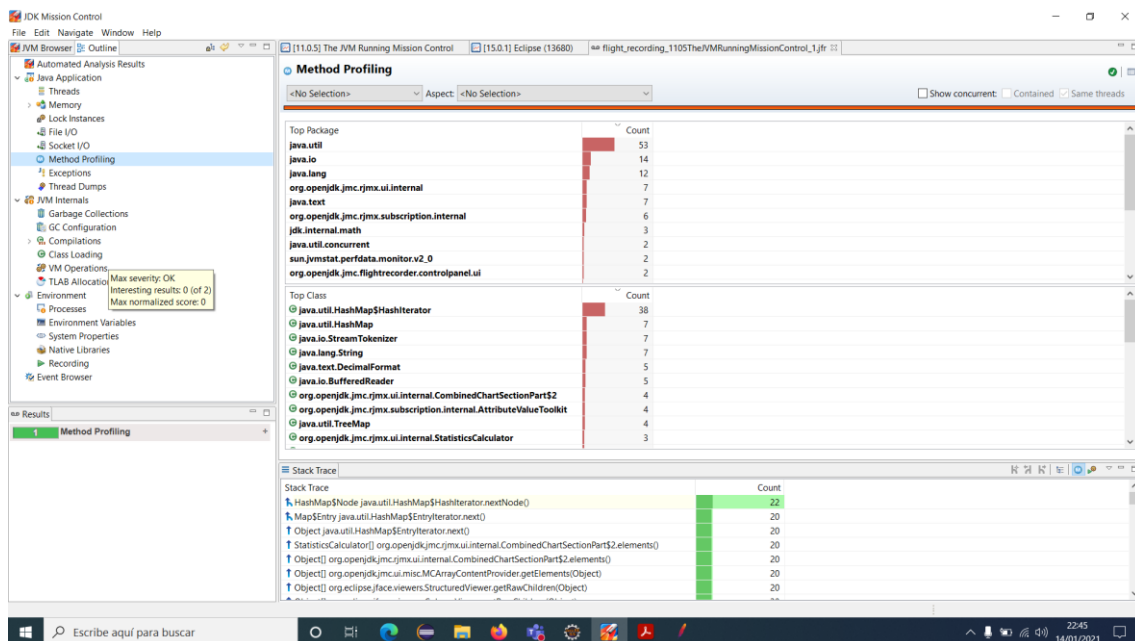 JDK Mission Control
File Edit Navigate Window Help
JVM Browser Outline
Automated Analysis Results
Java Application
Threads
Memory
Lock Instances
File I/O
Socket I/O
Method Profiling
Exceptions
Thread Dumps
JVM Internals
Garbage Collections
GC Configuration
Compilations
Class Loading
VM Operations
TLAB Allocatio
Max severity: OK
Interesting results: 0 (of 2)
Max normalized score: 0
Environment
Processes
Environment Variables
System Properties
Native Libraries
Recording
Event Browser
Results
1 Method Profiling
[11.0.5] The JVM Running Mission Control [15.0.1] Eclipse (13680) flight_recording_1105TheJVMRunningMissionControl_1.jfr
Method Profiling
<No Selection> Aspect: <No Selection> Show concurrent: Contained Same threads
Top Package Count
java.util 53
java.io 14
java.lang 12
org.openjdk.jmc.rjmx.ui.internal 7
java.text 7
org.openjdk.jmc.rjmx.subscription.internal 6
jdk.internal.math 3
java.util.concurrent 2
sun.jvmstat.perfdata.monitor.v2_0 2
org.openjdk.jmc.flightrecorder.controlpanel.ui 2
Top Class Count
java.util.HashMap$HashIterator 38
java.util.HashMap 7
java.io.StreamTokenizer 7
java.lang.String 7
java.text.DecimalFormat 5
java.io.BufferedReader 5
org.openjdk.jmc.rjmx.ui.internal.CombinedChartSectionPart$2 4
org.openjdk.jmc.rjmx.subscription.internal.AttributeValueToolkit 4
java.util.TreeMap 4
org.openjdk.jmc.rjmx.ui.internal.StatisticsCalculator 3
Stack Trace
Stack Trace Count
HashMap$Node java.util.HashMap$HashIterator.nextNode() 22
Map$Entry java.util.HashMap$EntryIterator.next() 20
Object java.util.HashMap$EntryIterator.next() 20
StatisticsCalculator[] org.openjdk.jmc.rjmx.ui.internal.CombinedChartSectionPart$2.elements() 20
Object[] org.openjdk.jmc.rjmx.ui.internal.CombinedChartSectionPart$2.elements() 20
Object[] org.openjdk.jmc.ui.misc.MCArrayContentProvider.getElements(Object) 20
Object[] org.eclipse.jface.viewers.StructuredViewer.getRawChildren(Object) 20
Escribe aquí para buscar
22:45
14/01/2021